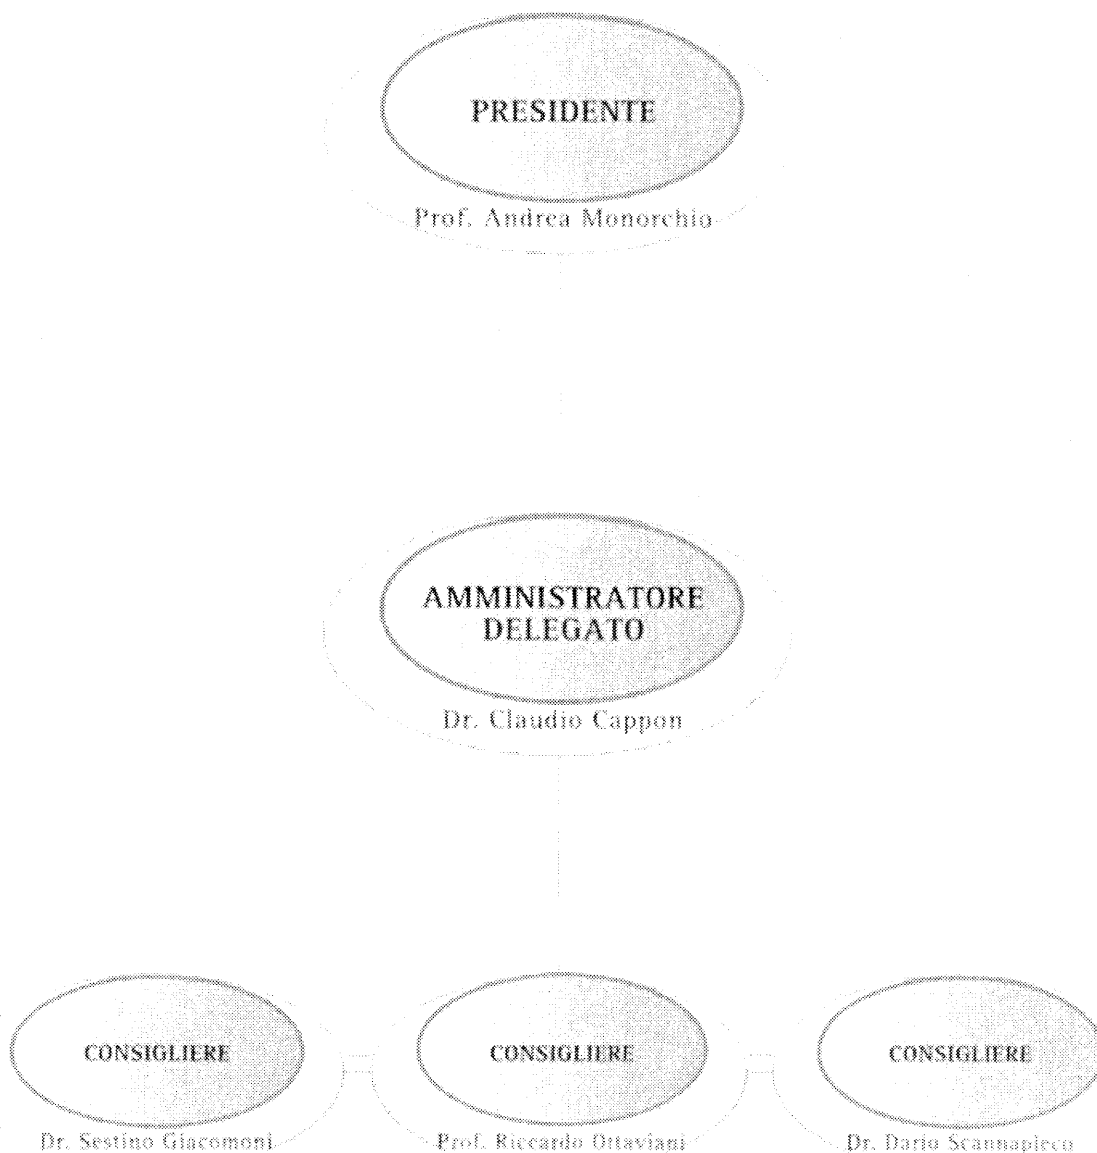 PRESIDENTE
Prof. Andrea Monorchio
AMMINISTRATORE
DELEGATO
Dr. Claudio Cappon
CONSIGLIERE
CONSIGLIERE
CONSIGLIERE
Dr. Sestino Giacomoni
Prof. Riccardo Ottaviani
Dr. Dario Scannapieco